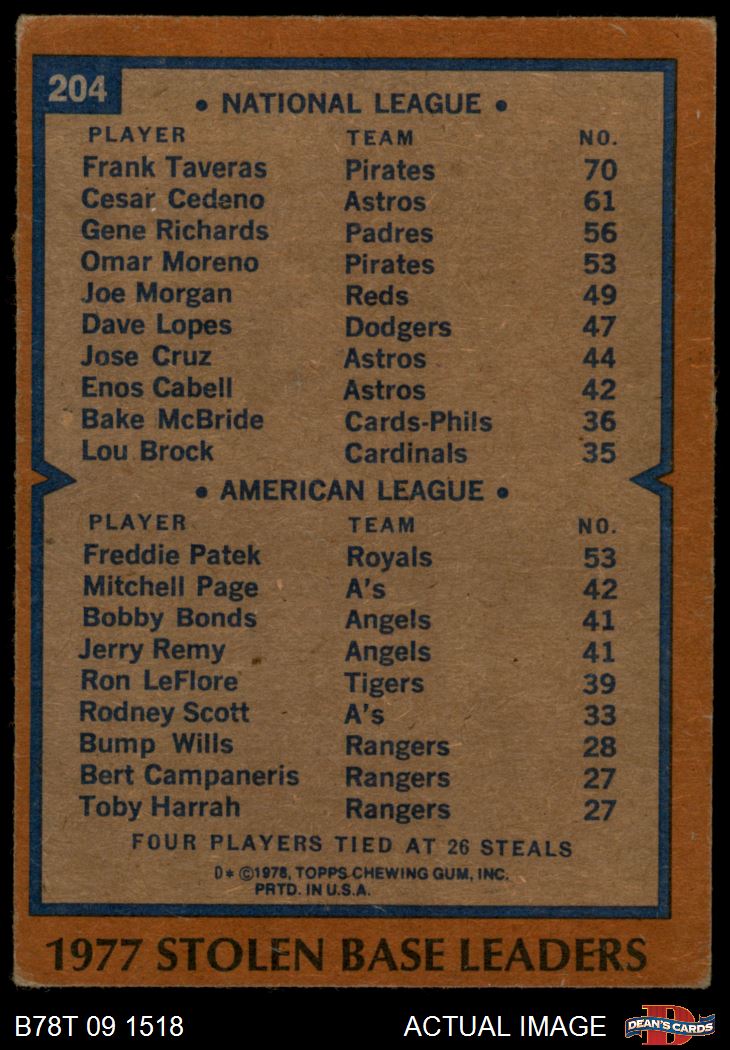 204
• NATIONAL LEAGUE •
PLAYER TEAM NO.
Frank Taveras Pirates 70
Cesar Cedeno Astros 61
Gene Richards Padres 56
Omar Moreno Pirates 53
Joe Morgan Reds 49
Dave Lopes Dodgers 47
Jose Cruz Astros 44
Enos Cabell Astros 42
Bake McBride Cards-Phils 36
Lou Brock Cardinals 35
• AMERICAN LEAGUE •
PLAYER TEAM NO.
Freddie Patek Royals 53
Mitchell Page A's 42
Bobby Bonds Angels 41
Jerry Remy Angels 41
Ron LeFlore Tigers 39
Rodney Scott A's 33
Bump Wills Rangers 28
Bert Campaneris Rangers 27
Toby Harrah Rangers 27
FOUR PLAYERS TIED AT 26 STEALS
D* ©1978, TOPPS CHEWING GUM, INC.
PRTD. IN U.S.A.
1977 STOLEN BASE LEADERS
B78T 09 1518 ACTUAL IMAGE
D
DEAN'S CARDS